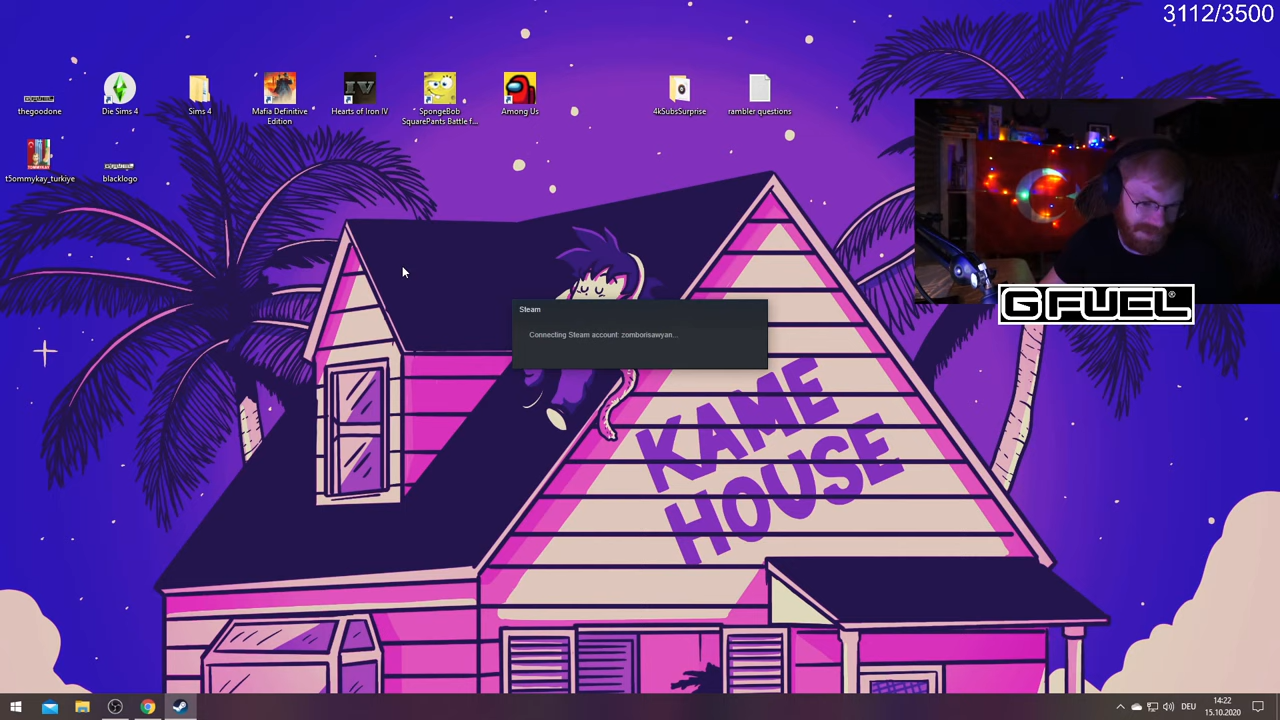 3112/3500
thegoodone
Die Sims 4
Sims 4
Mafia Definitive
Edition
Hearts of Iron IV
SpongeBob
SquarePants Battle f...
Among Us
4kSubsSurprise
rambler questions
t5ommykay_turkiye
blacklogo
IV
G FUEL®
Steam
Connecting Steam account: zomborisawyan...
KAME
HOUSE
DEU
14:22
15.10.2020